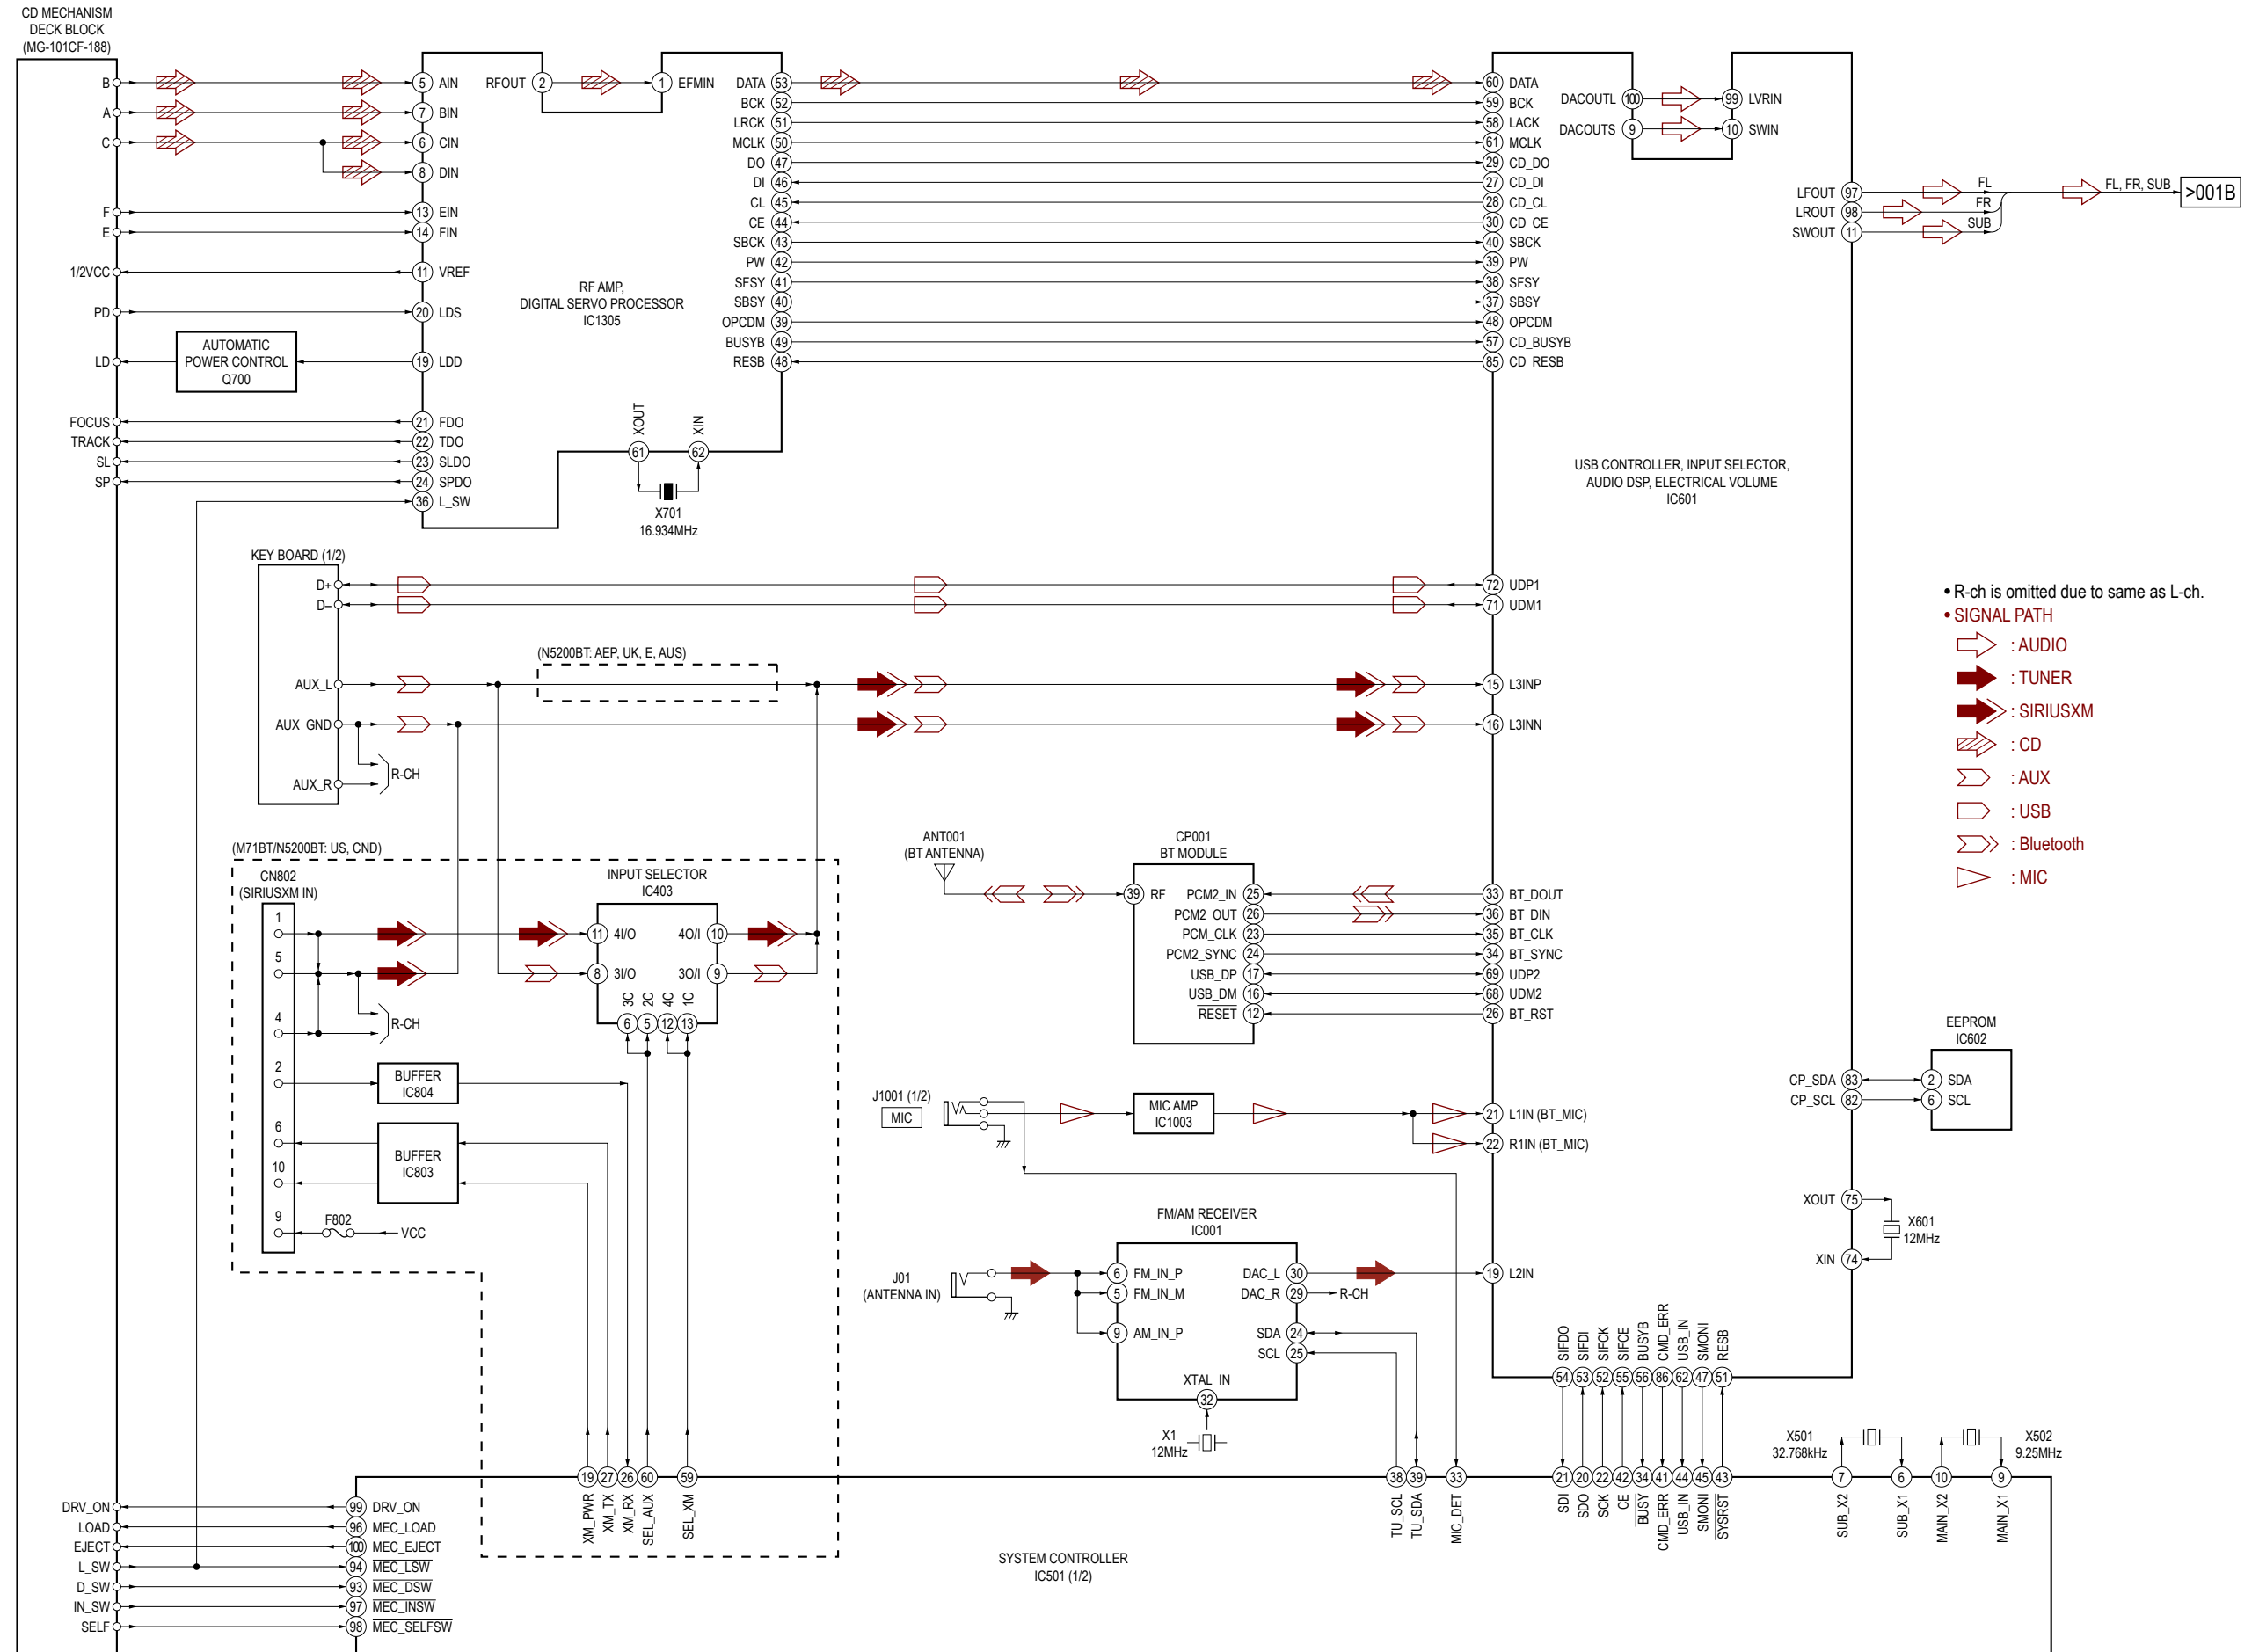 CD MECHANISM
DECK BLOCK
(MG-101CF-188)
B
A
C
F
E
1/2VCC
PD
LD
FOCUS
TRACK
SL
SP
AUTOMATIC
POWER CONTROL
Q700
5 AIN
7 BIN
6 CIN
8 DIN
13 EIN
14 FIN
11 VREF
20 LDS
19 LDD
21 FDO
22 TDO
23 SLDO
24 SPDO
36 L_SW
RFOUT 2
1 EFMIN
RF AMP,
DIGITAL SERVO PROCESSOR
IC1305
XOUT
XIN
61
62
X701
16.934MHz
DATA 53
BCK 52
LRCK 51
MCLK 50
DO 47
DI 46
CL 45
CE 44
SBCK 43
PW 42
SFSY 41
SBSY 40
OPCDM 39
BUSYB 49
RESB 48
60 DATA
59 BCK
58 LACK
61 MCLK
29 CD_DO
27 CD_DI
28 CD_CL
30 CD_CE
40 SBCK
39 PW
38 SFSY
37 SBSY
48 OPCDM
57 CD_BUSYB
85 CD_RESB
DACOUTL 100
99 LVRIN
DACOUTS 9
10 SWIN
LFOUT 97
LROUT 98
SWOUT 11
FL
FR
SUB
FL, FR, SUB
>001B
USB CONTROLLER, INPUT SELECTOR,
AUDIO DSP, ELECTRICAL VOLUME
IC601
KEY BOARD (1/2)
D+
D–
AUX_L
AUX_GND
AUX_R
R-CH
(N5200BT: AEP, UK, E, AUS)
72 UDP1
71 UDM1
15 L3INP
16 L3INN
• R-ch is omitted due to same as L-ch.
• SIGNAL PATH
: AUDIO
: TUNER
: SIRIUSXM
: CD
: AUX
: USB
: Bluetooth
: MIC
(M71BT/N5200BT: US, CND)
CN802
(SIRIUSXM IN)
1
5
4
2
6
10
9
R-CH
INPUT SELECTOR
IC403
11 4I/O
8 3I/O
4O/I 10
3O/I 9
3C
2C
4C
1C
6
5
12
13
BUFFER
IC804
BUFFER
IC803
F802
VCC
ANT001
(BT ANTENNA)
CP001
BT MODULE
39 RF
PCM2_IN 25
PCM2_OUT 26
PCM_CLK 23
PCM2_SYNC 24
USB_DP 17
USB_DM 16
RESET 12
33 BT_DOUT
36 BT_DIN
35 BT_CLK
34 BT_SYNC
69 UDP2
68 UDM2
26 BT_RST
J1001 (1/2)
MIC
MIC AMP
IC1003
21 L1IN (BT_MIC)
22 R1IN (BT_MIC)
EEPROM
IC602
CP_SDA 83
CP_SCL 82
2 SDA
6 SCL
XOUT 75
XIN 74
X601
12MHz
FM/AM RECEIVER
IC001
J01
(ANTENNA IN)
6 FM_IN_P
5 FM_IN_M
9 AM_IN_P
DAC_L 30
DAC_R 29
R-CH
SDA 24
SCL 25
XTAL_IN
32
X1
12MHz
19 L2IN
SIFDO
SIFDI
SIFCK
SIFCE
BUSYB
CMD_ERR
USB_IN
SMONI
RESB
54
53
52
55
56
86
62
47
51
X501
32.768kHz
X502
9.25MHz
19
27
26
60
59
38
39
33
21
20
22
42
34
41
44
45
43
7
6
10
9
XM_PWR
XM_TX
XM_RX
SEL_AUX
SEL_XM
TU_SCL
TU_SDA
MIC_DET
SDI
SDO
SCK
CE
BUSY
CMD_ERR
USB_IN
SMONI
SYSRST
SUB_X2
SUB_X1
MAIN_X2
MAIN_X1
DRV_ON
LOAD
EJECT
L_SW
D_SW
IN_SW
SELF
99 DRV_ON
96 MEC_LOAD
100 MEC_EJECT
94 MEC_LSW
93 MEC_DSW
97 MEC_INSW
98 MEC_SELFSW
SYSTEM CONTROLLER
IC501 (1/2)